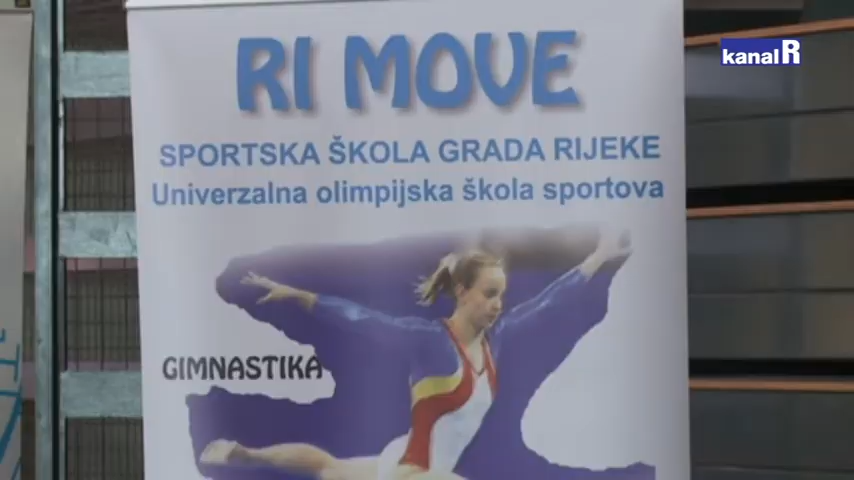 kanal R
RI MOVE
SPORTSKA ŠKOLA GRADA RIJEKE
Univerzalna olimpijska škola sportova
GIMNASTIKA